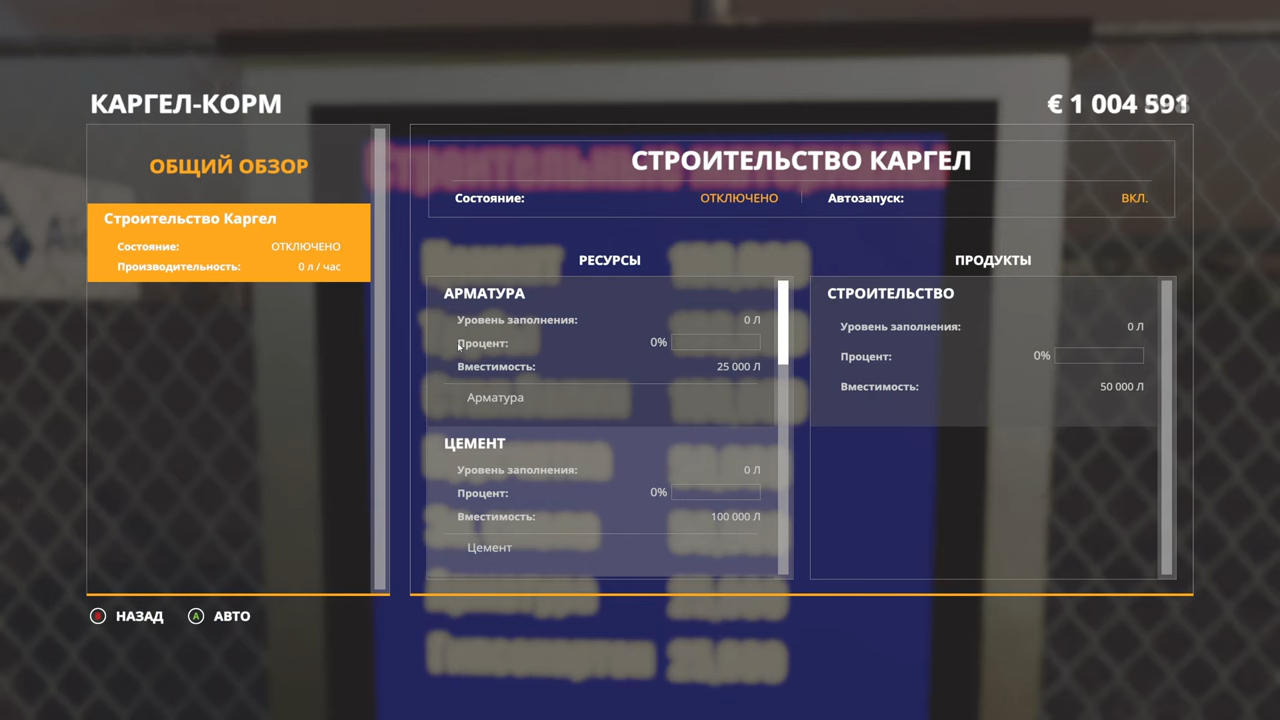 КАРГЕЛ-КОРМ
€ 1 004 591
ОБЩИЙ ОБЗОР
Строительство Каргел
Состояние: ОТКЛЮЧЕНО
Производительность: 0 л / час
СТРОИТЕЛЬСТВО КАРГЕЛ
Состояние: ОТКЛЮЧЕНО
Автозапуск: ВКЛ.
РЕСУРСЫ
АРМАТУРА
Уровень заполнения: 0 Л
Процент: 0%
Вместимость: 25 000 Л
Арматура
ЦЕМЕНТ
Уровень заполнения: 0 Л
Процент: 0%
Вместимость: 100 000 Л
Цемент
ПРОДУКТЫ
СТРОИТЕЛЬСТВО
Уровень заполнения: 0 Л
Процент: 0%
Вместимость: 50 000 Л
B НАЗАД
A АВТО